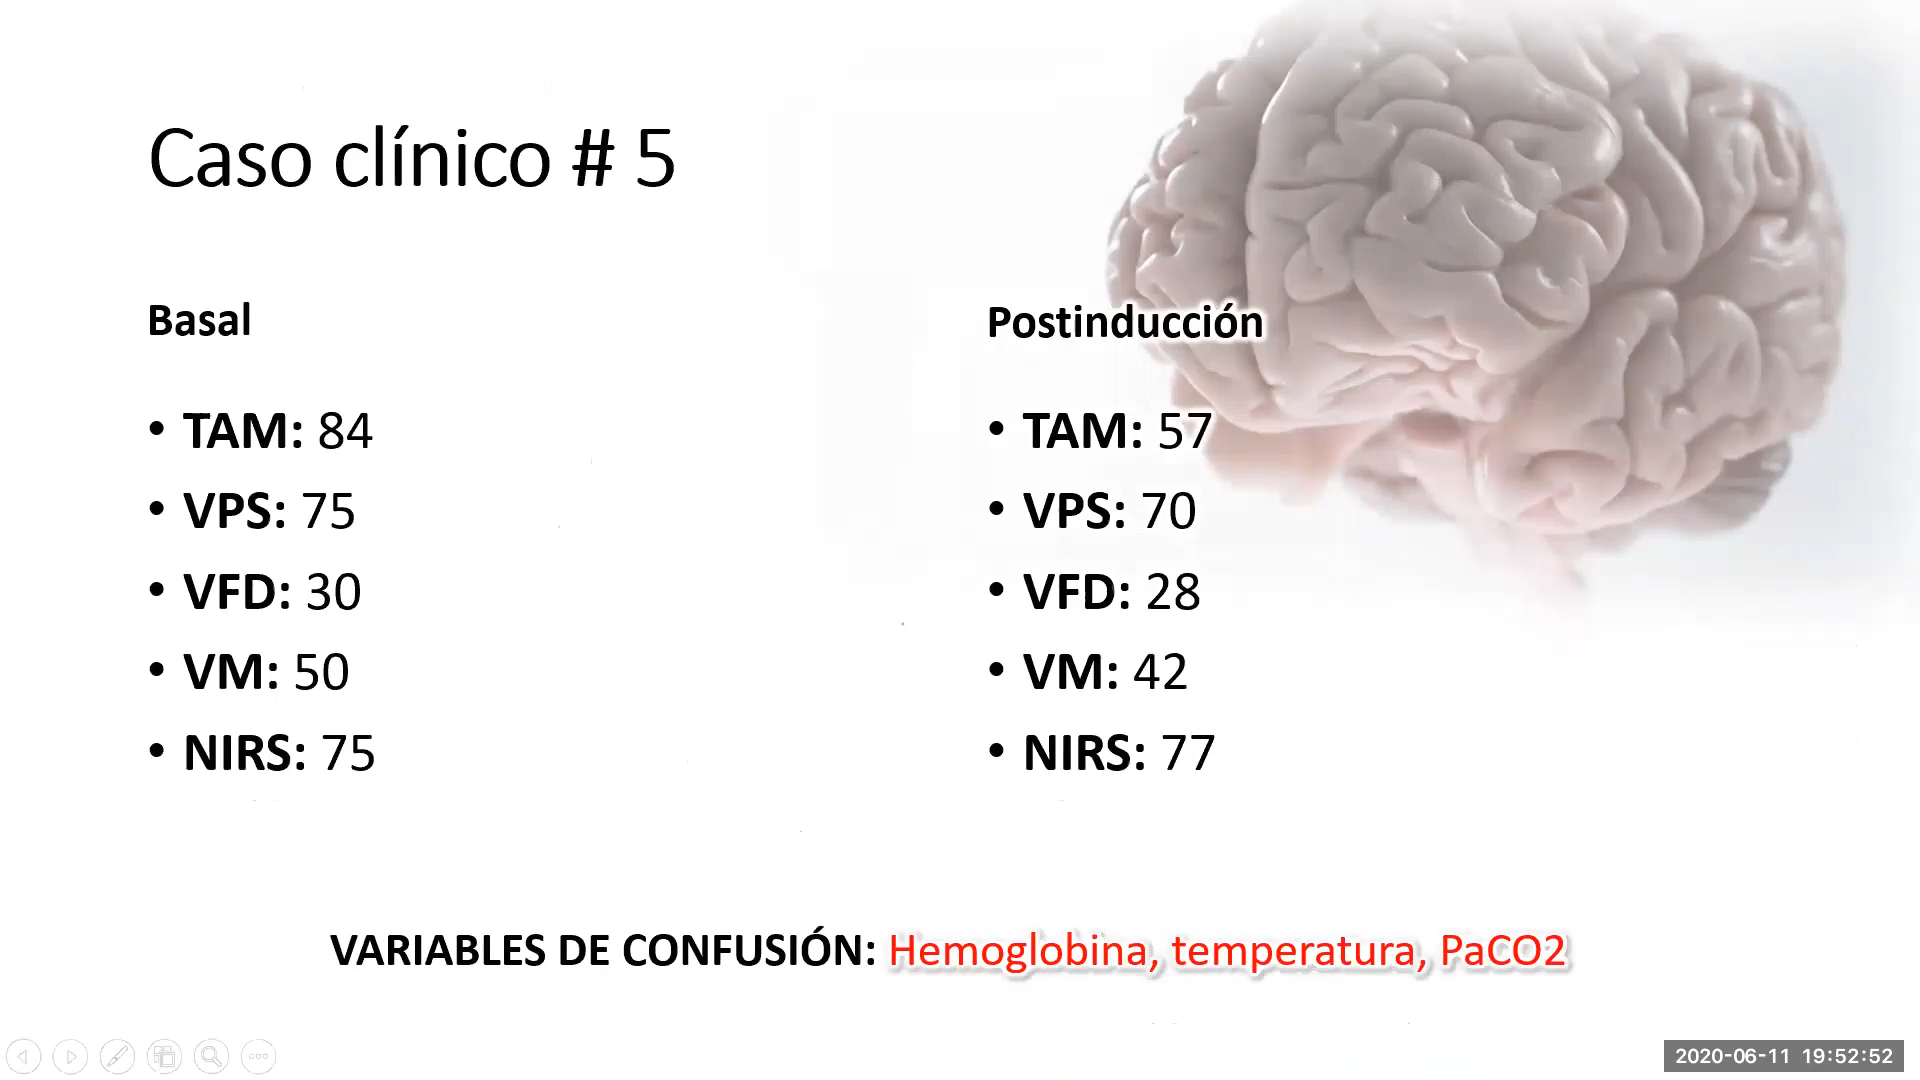 Caso clínico # 5
Basal
• TAM: 84
• VPS: 75
• VFD: 30
• VM: 50
• NIRS: 75
Postinducción
• TAM: 57
• VPS: 70
• VFD: 28
• VM: 42
• NIRS: 77
VARIABLES DE CONFUSIÓN: Hemoglobina, temperatura, PaCO2
2020-06-11 19:52:52